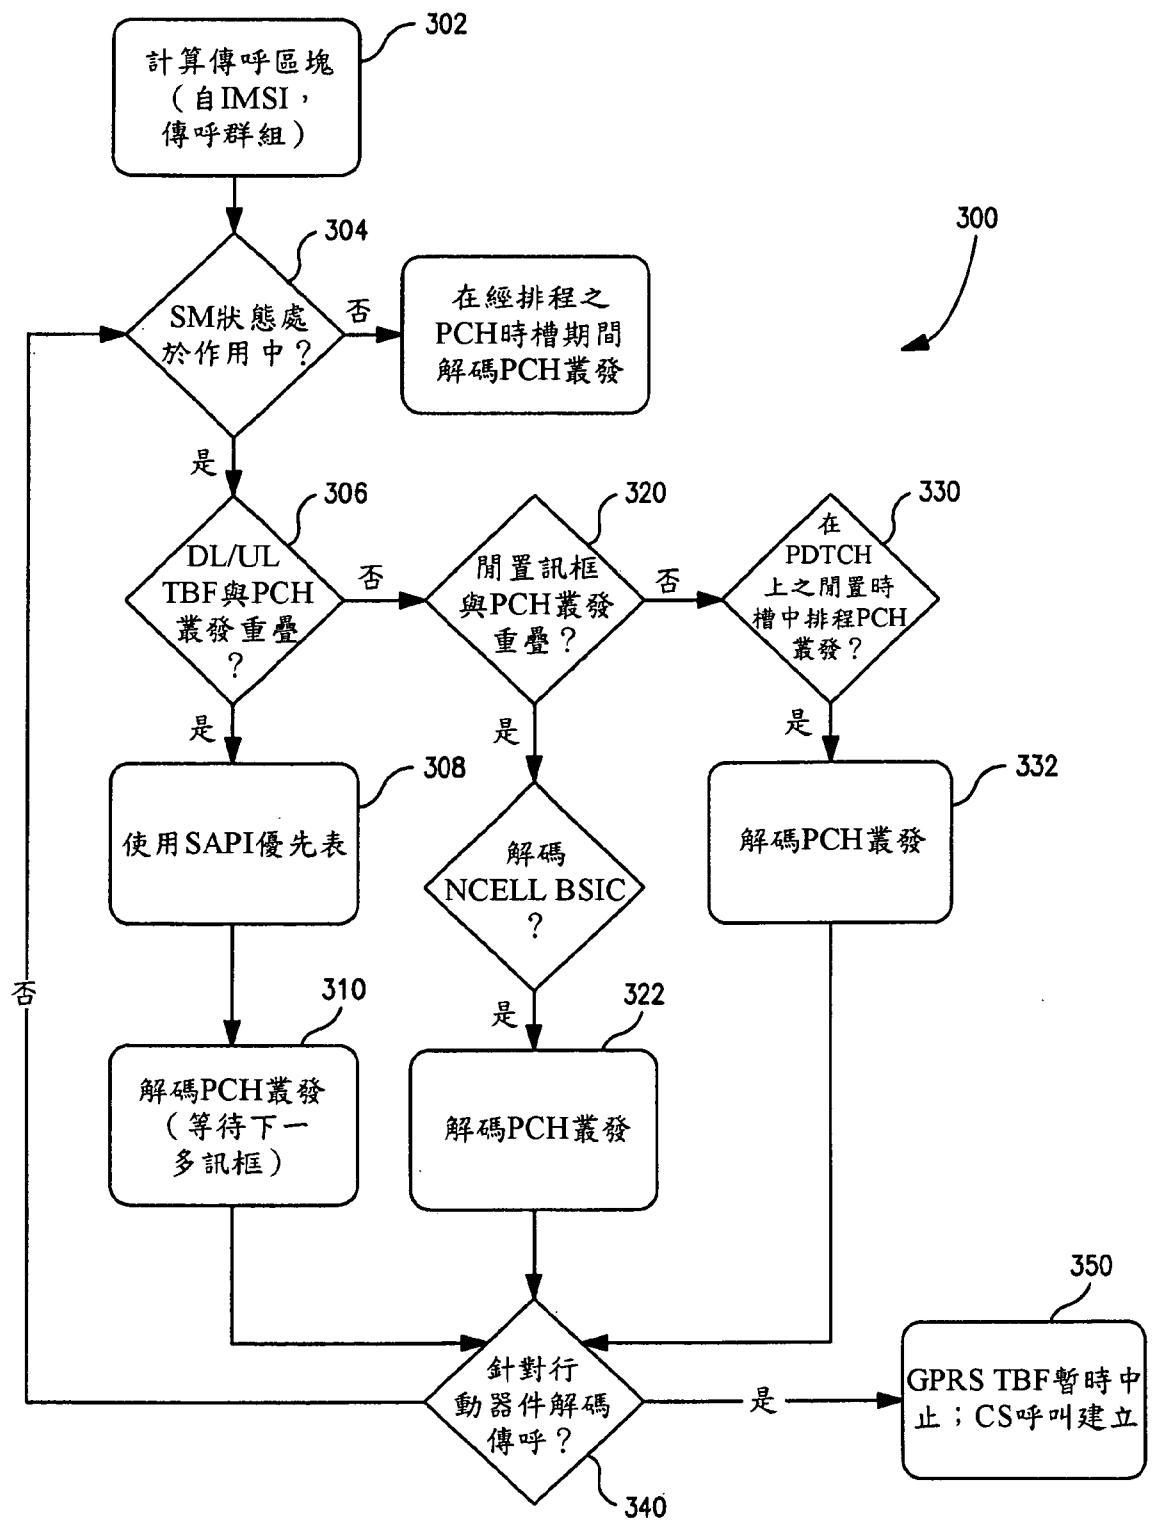 302
計算傳呼區塊
（自IMSI，
傳呼群組）
304
SM狀態處
於作用中？
否
在經排程之
PCH時槽期間
解碼PCH叢發
300
是
306
DL/UL
TBF與PCH
叢發重疊
？
否
320
閒置訊框
與PCH叢發
重疊？
否
330
在
PDTCH
上之閒置時
槽中排程PCH
叢發？
是
是
是
308
使用SAPI優先表
解碼
NCELL BSIC
？
332
解碼PCH叢發
否
310
解碼PCH叢發
（等待下一
多訊框）
是
322
解碼PCH叢發
針對行
動器件解碼
傳呼？
340
是
350
GPRS TBF暫時中
止；CS呼叫建立